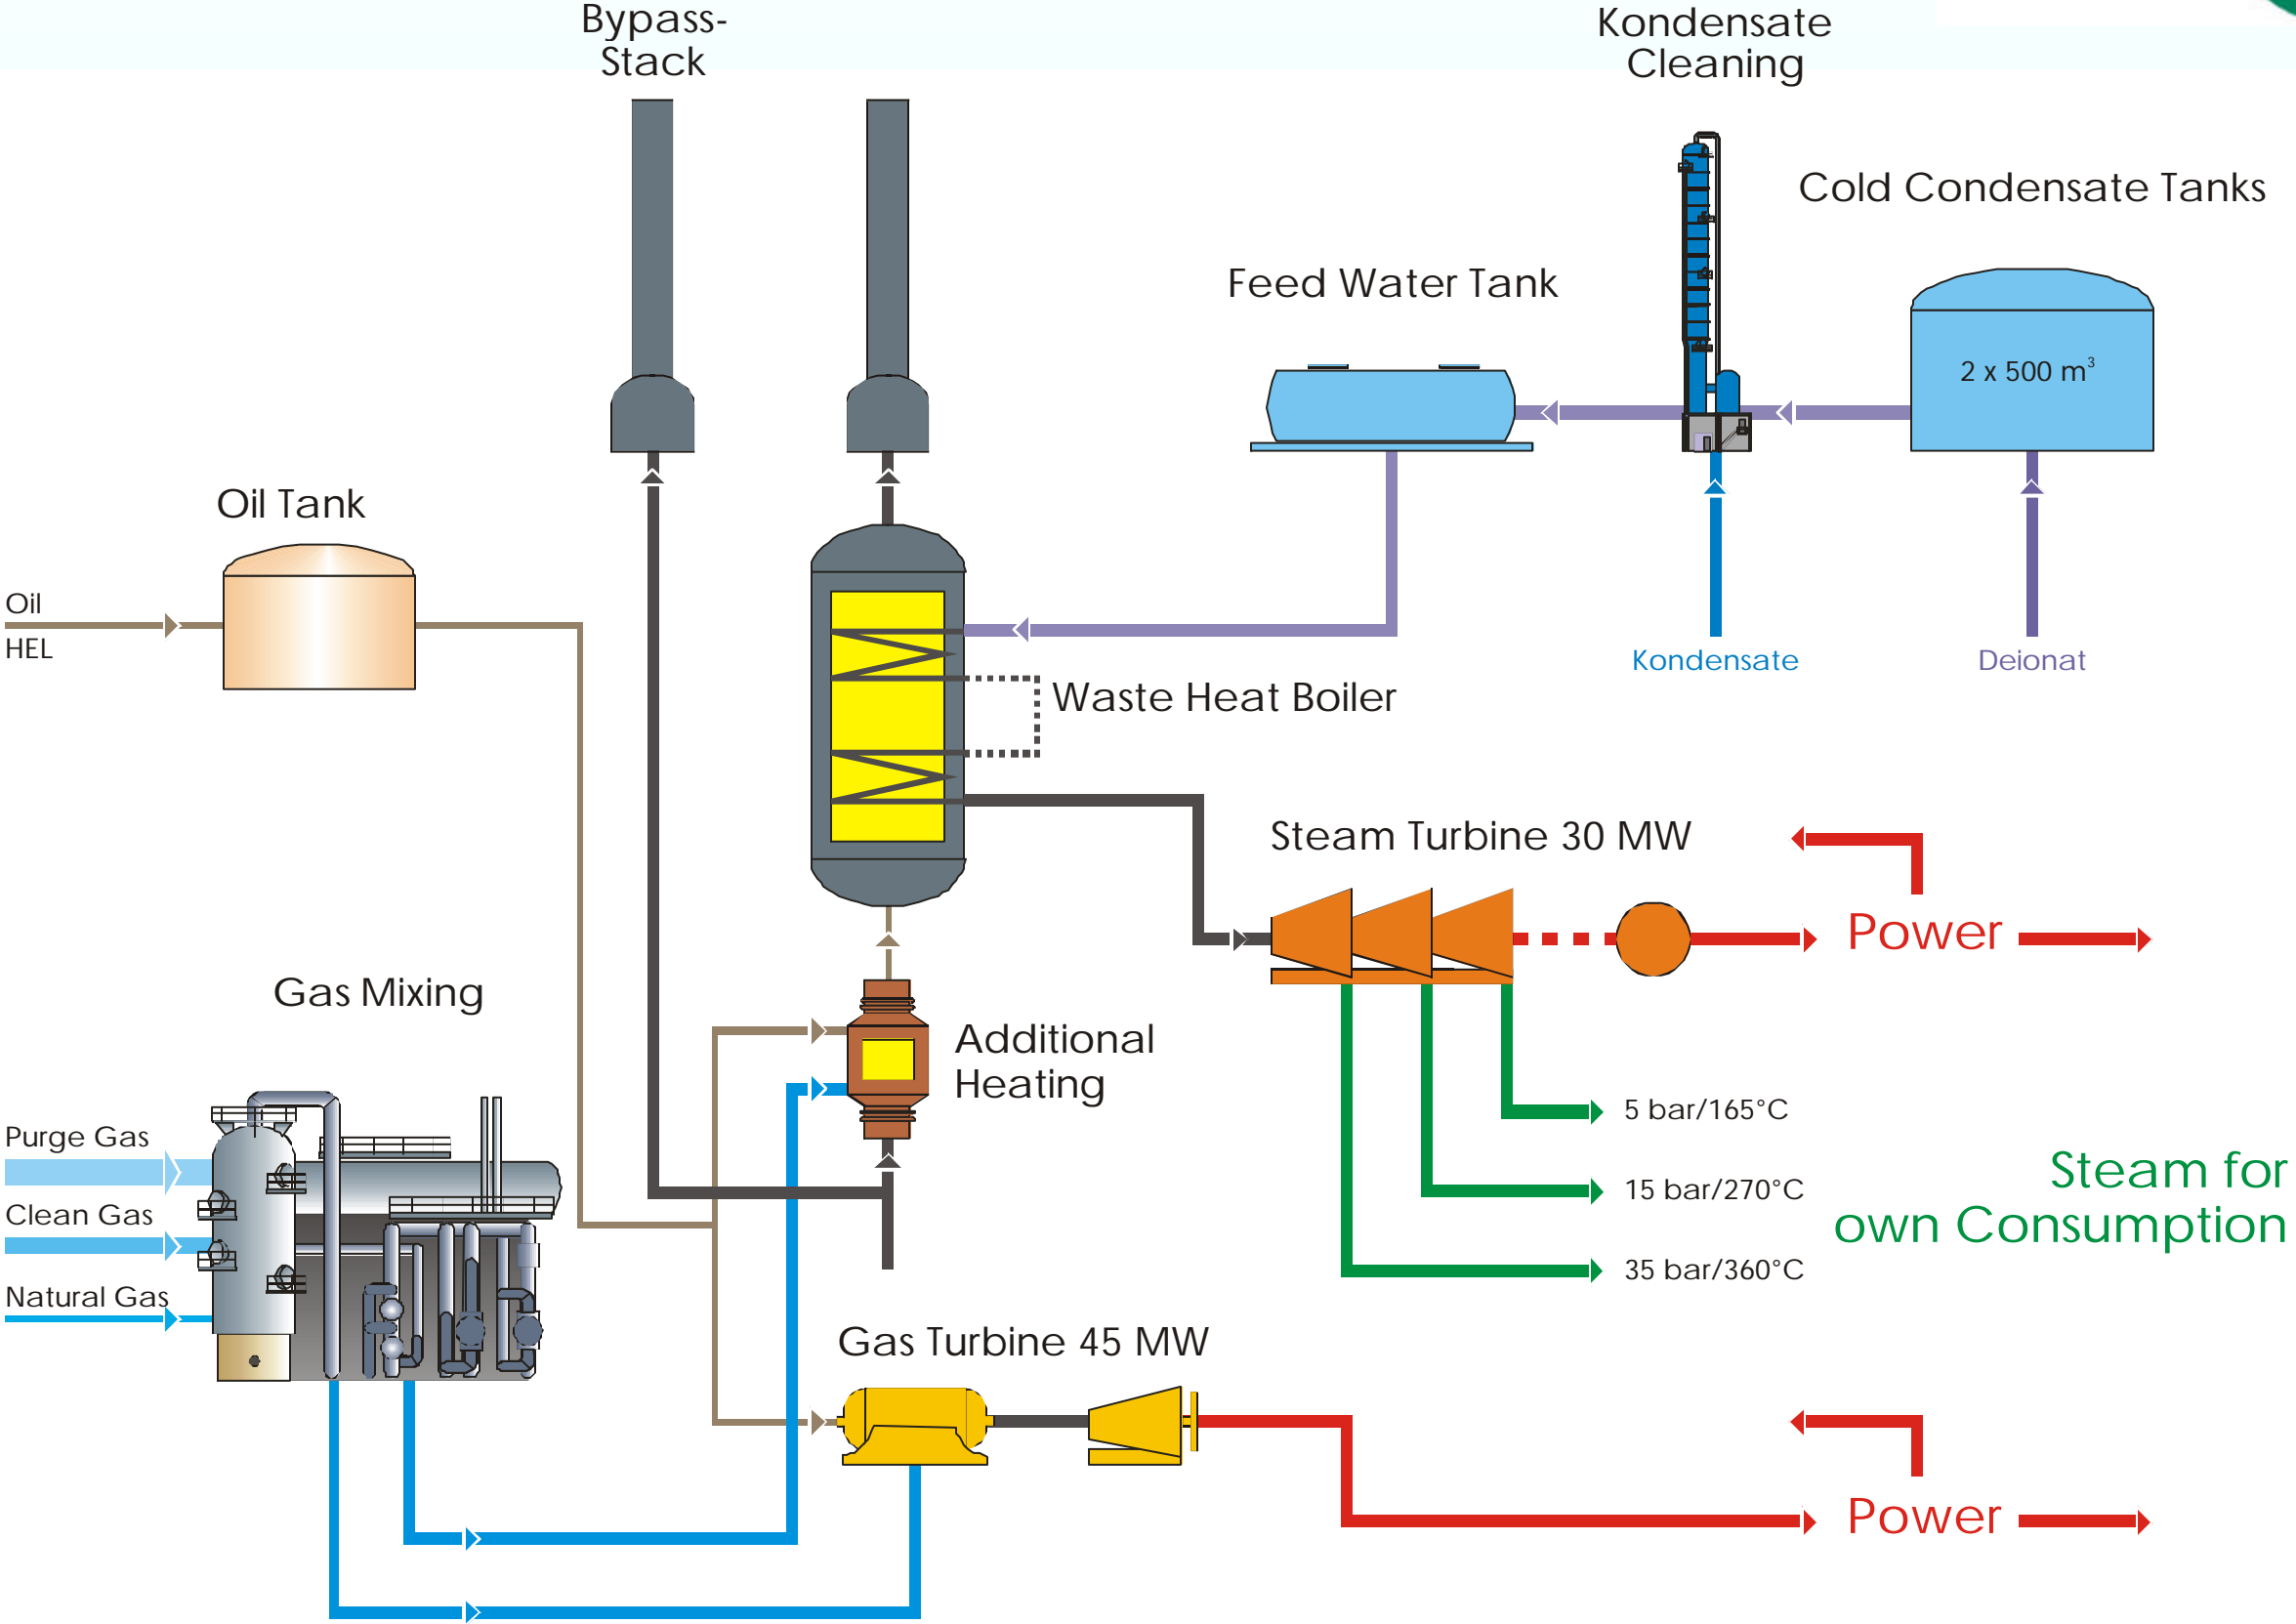 Bypass-
Stack
Kondensate
Cleaning
Cold Condensate Tanks
Feed Water Tank
2 x 500 m³
Oil Tank
Oil
HEL
Kondensate
Deionat
Waste Heat Boiler
Steam Turbine 30 MW
Power
Gas Mixing
Additional
Heating
5 bar/165°C
Purge Gas
15 bar/270°C
Steam for
own Consumption
Clean Gas
35 bar/360°C
Natural Gas
Gas Turbine 45 MW
Power